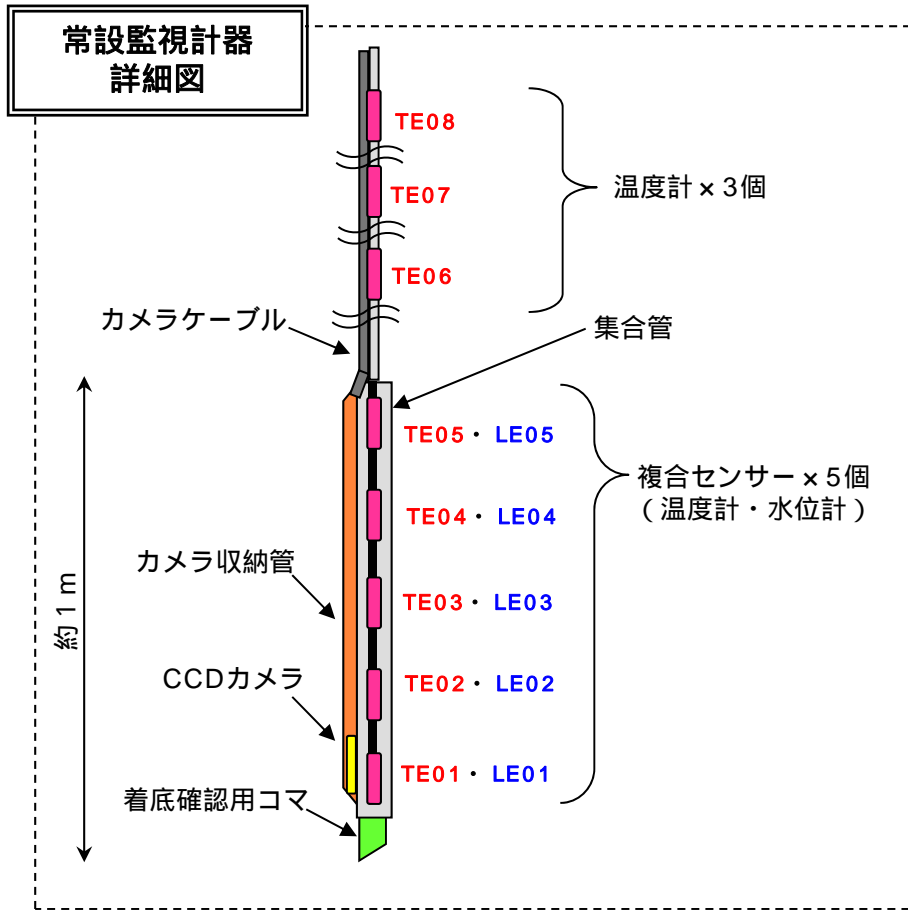 常設監視計器
詳細図
TE08
TE07
温度計×3個
TE06
カメラケーブル
集合管
TE05・LE05
複合センサー×5個
（温度計・水位計）
TE04・LE04
カメラ収納管
TE03・LE03
約1m
CCDカメラ
TE02・LE02
TE01・LE01
着底確認用コマ